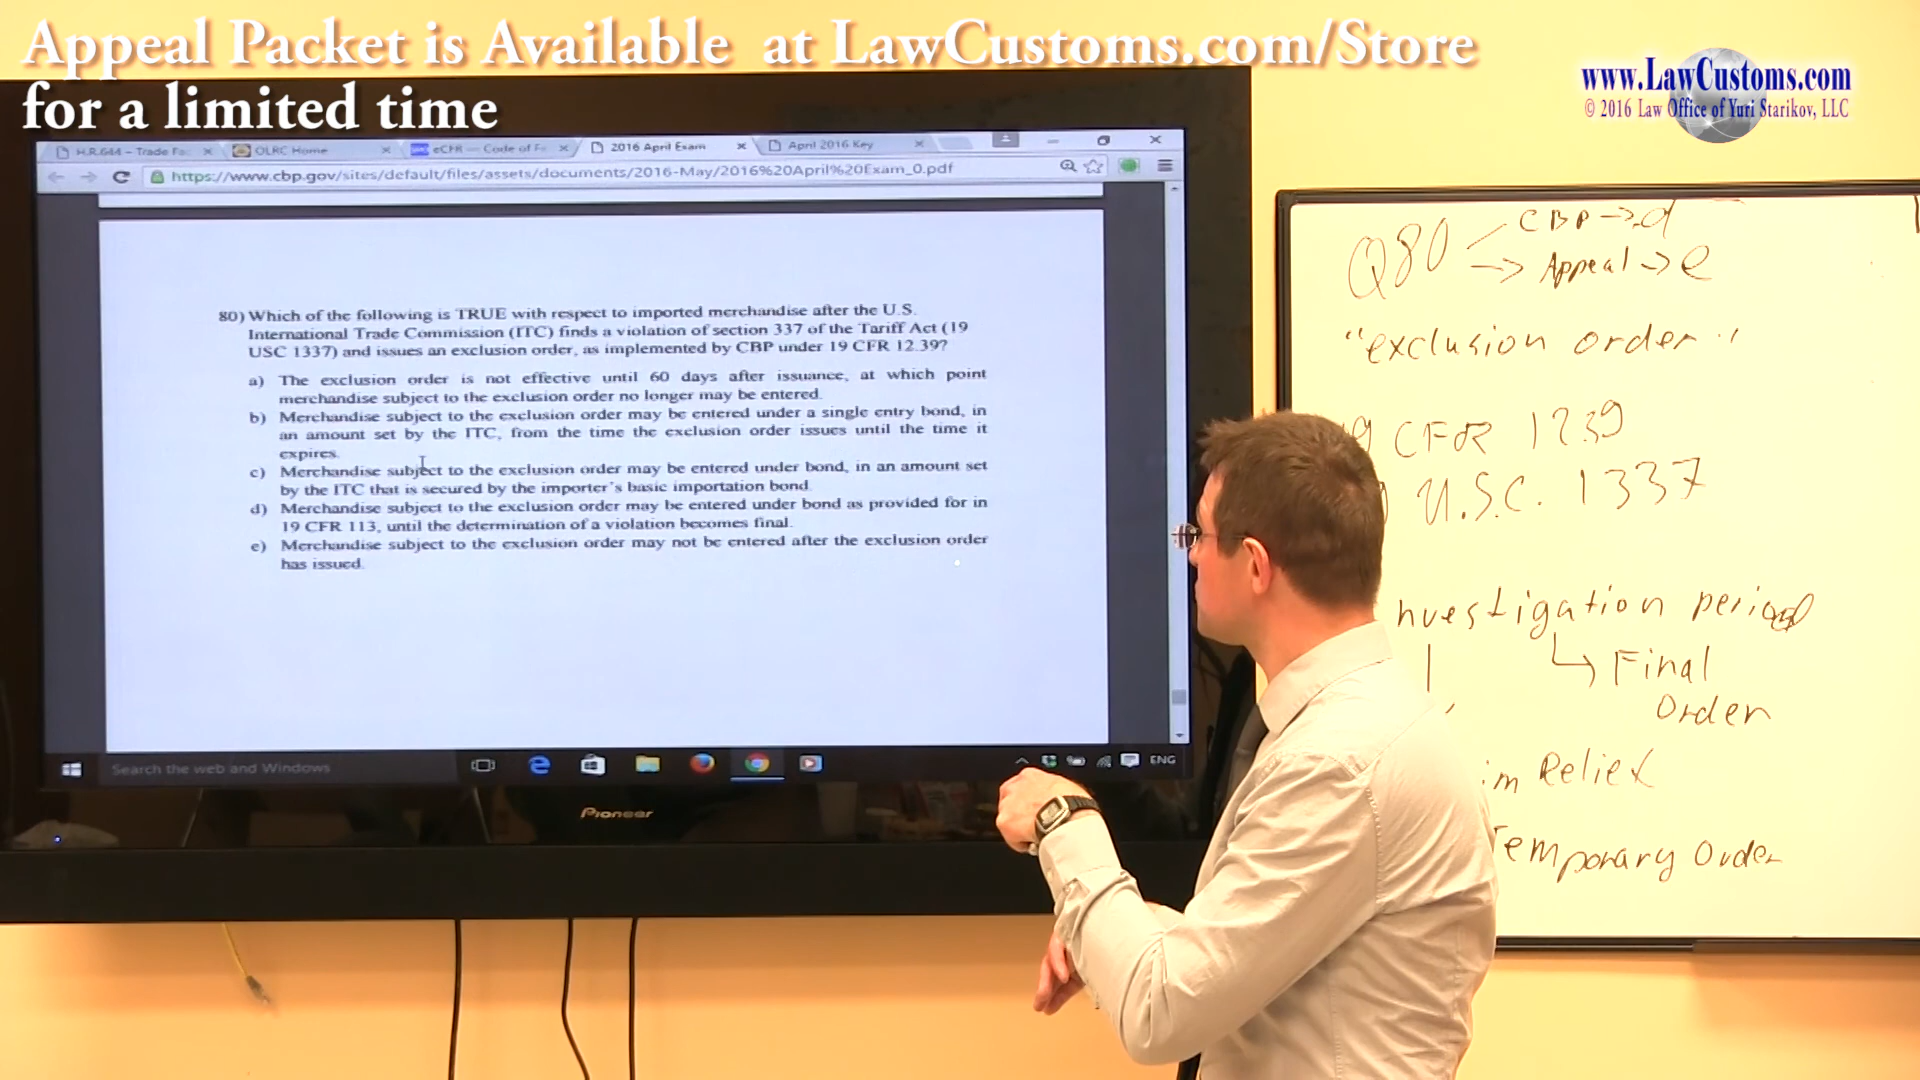 Appeal Packet is Available at LawCustoms.com/Store
for a limited time
www.LawCustoms.com
© 2016 Law Office of Yuri Starikov, LLC
H.R.644 – Trade Fa
OLRC Home
eCFR — Code of Fe
2016 April Exam
April 2016 Key
https://www.cbp.gov/sites/default/files/assets/documents/2016-May/2016%20April%20Exam_0.pdf
80) Which of the following is TRUE with respect to imported merchandise after the U.S.
International Trade Commission (ITC) finds a violation of section 337 of the Tariff Act (19
USC 1337) and issues an exclusion order, as implemented by CBP under 19 CFR 12.39?
a) The exclusion order is not effective until 60 days after issuance, at which point
merchandise subject to the exclusion order no longer may be entered.
b) Merchandise subject to the exclusion order may be entered under a single entry bond, in
an amount set by the ITC, from the time the exclusion order issues until the time it
expires.
c) Merchandise subject to the exclusion order may be entered under bond, in an amount set
by the ITC that is secured by the importer's basic importation bond.
d) Merchandise subject to the exclusion order may be entered under bond as provided for in
19 CFR 113, until the determination of a violation becomes final.
e) Merchandise subject to the exclusion order may not be entered after the exclusion order
has issued.
Search the web and Windows
ENG
Pioneer
Q80 CBP → d
→ Appeal → e
"exclusion order"
9 CFR 12.39
U.S.C. 1337
nvestigation period
Final
Order
im Relief
Temporary Order